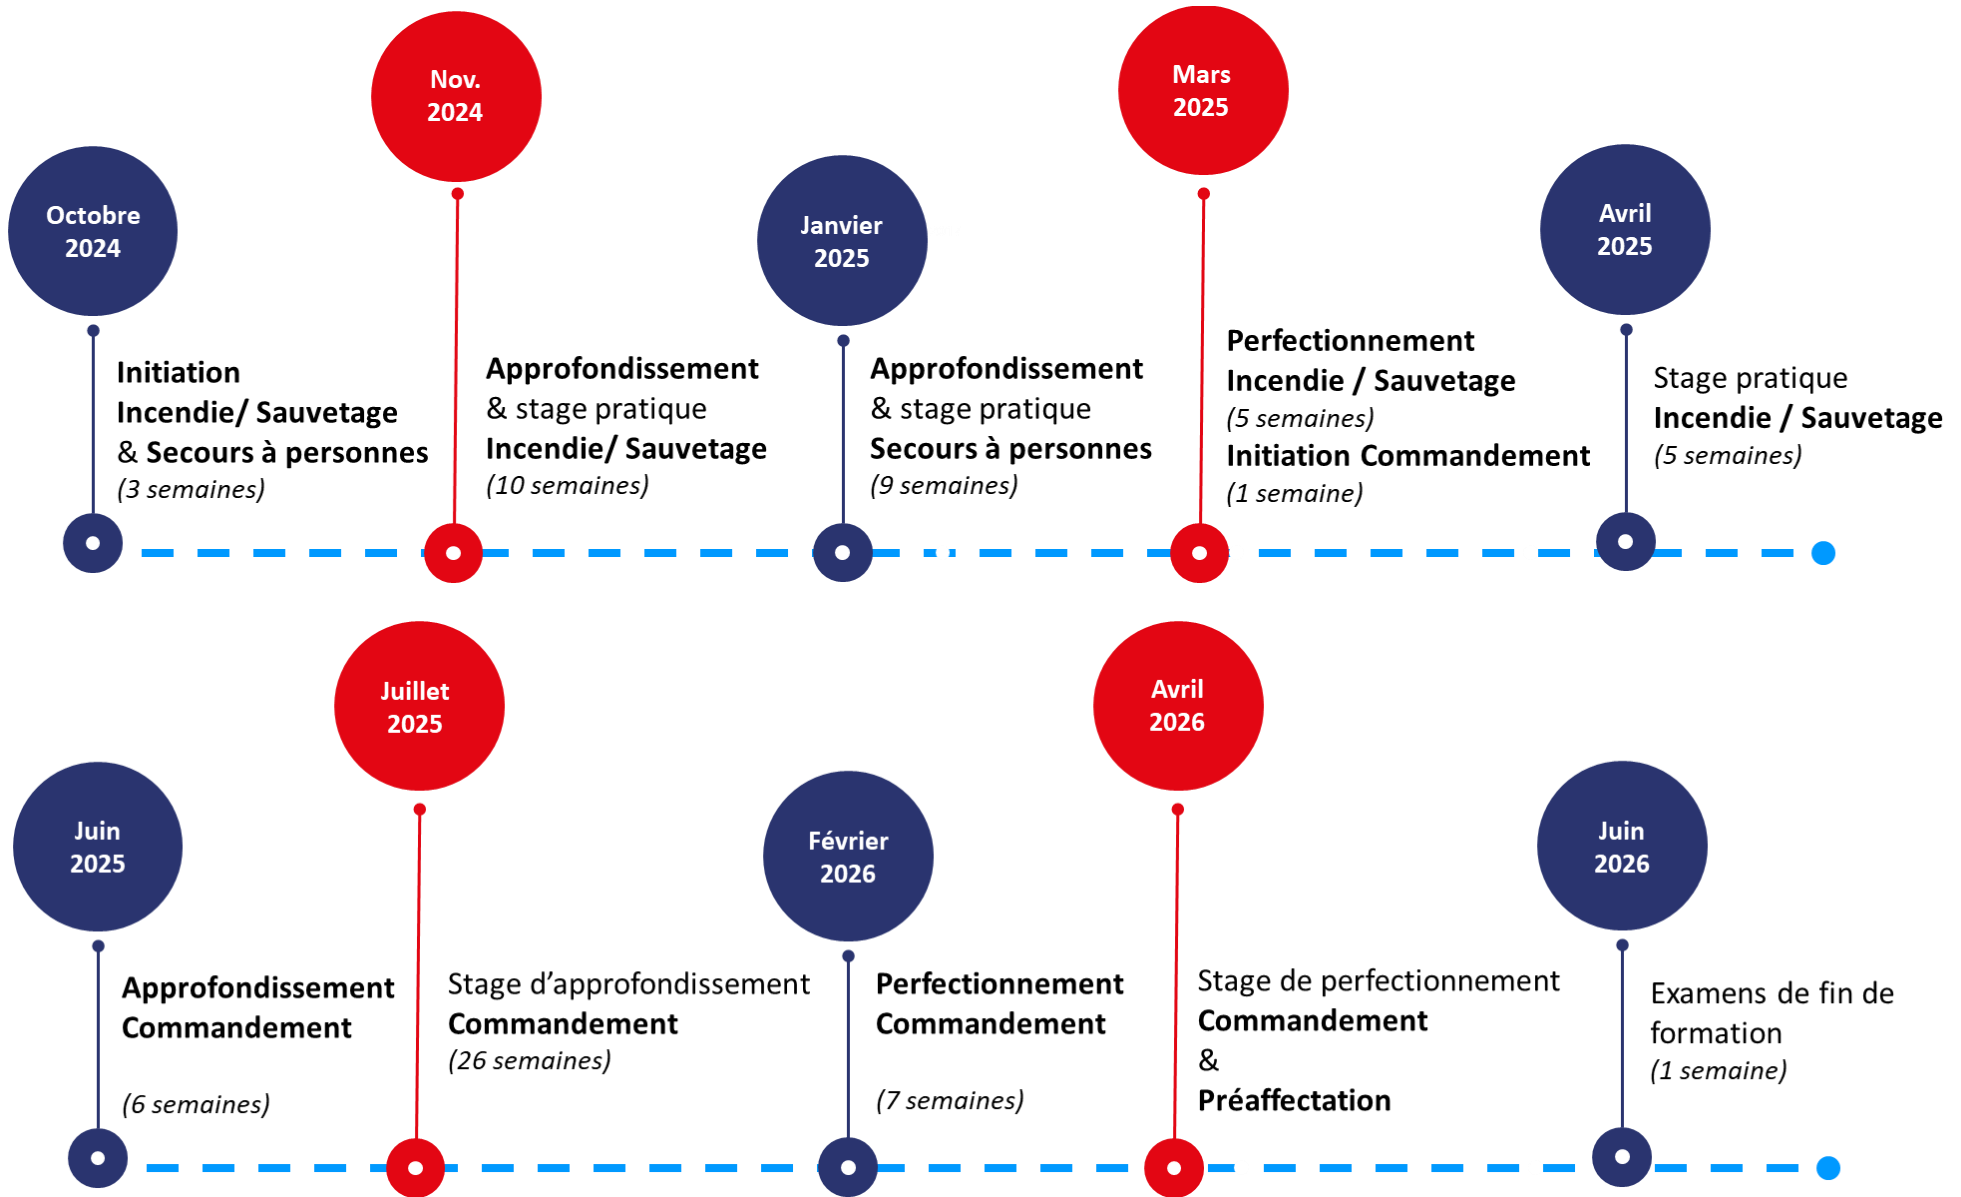 Octobre
2024
Initiation
Incendie/ Sauvetage
& Secours à personnes
(3 semaines)
Nov.
2024
Approfondissement
& stage pratique
Incendie/ Sauvetage
(10 semaines)
Janvier
2025
Approfondissement
& stage pratique
Secours à personnes
(9 semaines)
Mars
2025
Perfectionnement
Incendie / Sauvetage
(5 semaines)
Initiation Commandement
(1 semaine)
Avril
2025
Stage pratique
Incendie / Sauvetage
(5 semaines)
Juin
2025
Approfondissement
Commandement
(6 semaines)
Juillet
2025
Stage d’approfondissement
Commandement
(26 semaines)
Février
2026
Perfectionnement
Commandement
(7 semaines)
Avril
2026
Stage de perfectionnement
Commandement
&
Préaffectation
Juin
2026
Examens de fin de
formation
(1 semaine)